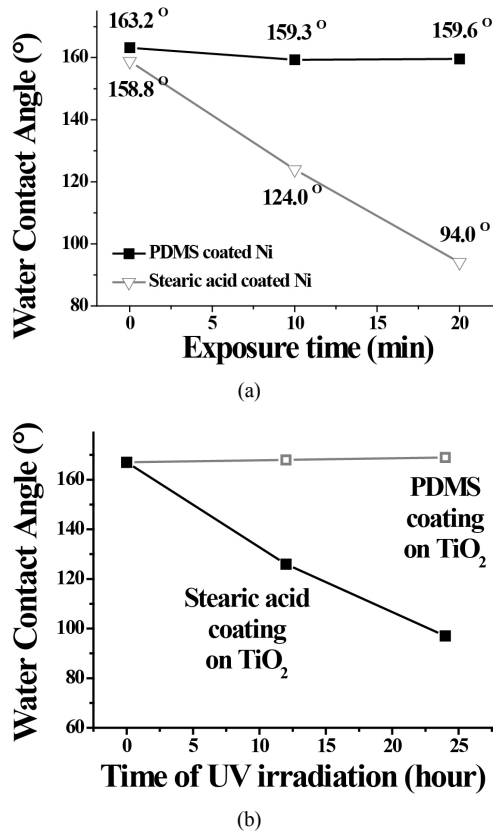 163.2 O
159.3 O
159.6 O
160
158.8 O
140
124.0 O
120
100
94.0 O
PDMS coated Ni
Stearic acid coated Ni
80
0 5 10 15 20
Water Contact Angle (°)
Exposure time (min)
(a)
160
140
120
100
80
60
PDMS
coating
on TiO2
Stearic acid
coating
on TiO2
0 5 10 15 20 25
Water Contact Angle (°)
Time of UV irradiation (hour)
(b)